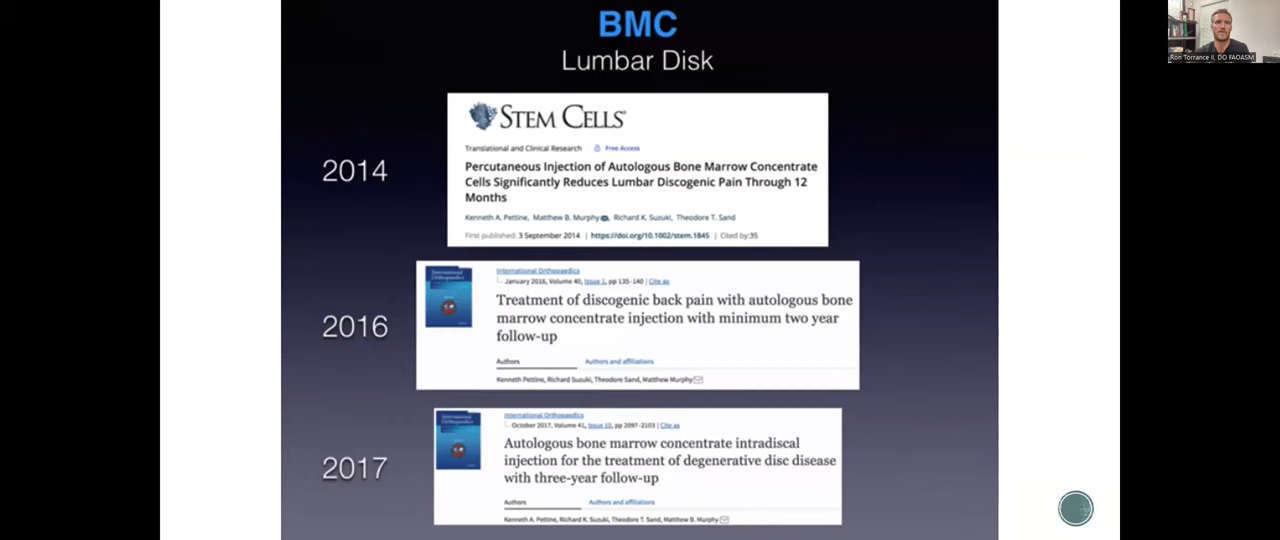 BMC
Lumbar Disk
Ron Torrance II, DO FAOASM
2014
STEM CELLS
Translational and Clinical Research Free Access
Percutaneous Injection of Autologous Bone Marrow Concentrate
Cells Significantly Reduces Lumbar Discogenic Pain Through 12
Months
Kenneth A. Pettine, Matthew B. Murphy, Richard K. Suzuki, Theodore T. Sand
First published: 3 September 2014 | https://doi.org/10.1002/stem.1845 | Cited by:35
2016
International Orthopaedics
International Orthopaedics
January 2016, Volume 40, Issue 1, pp 135–140 | Cite as
Treatment of discogenic back pain with autologous bone
marrow concentrate injection with minimum two year
follow-up
Authors Authors and affiliations
Kenneth Pettine, Richard Suzuki, Theodore Sand, Matthew Murphy
2017
International Orthopaedics
October 2017, Volume 41, Issue 10, pp 2097–2103 | Cite as
Autologous bone marrow concentrate intradiscal
injection for the treatment of degenerative disc disease
with three-year follow-up
Authors Authors and affiliations
Kenneth A. Pettine, Richard K. Suzuki, Theodore T. Sand, Matthew B. Murphy